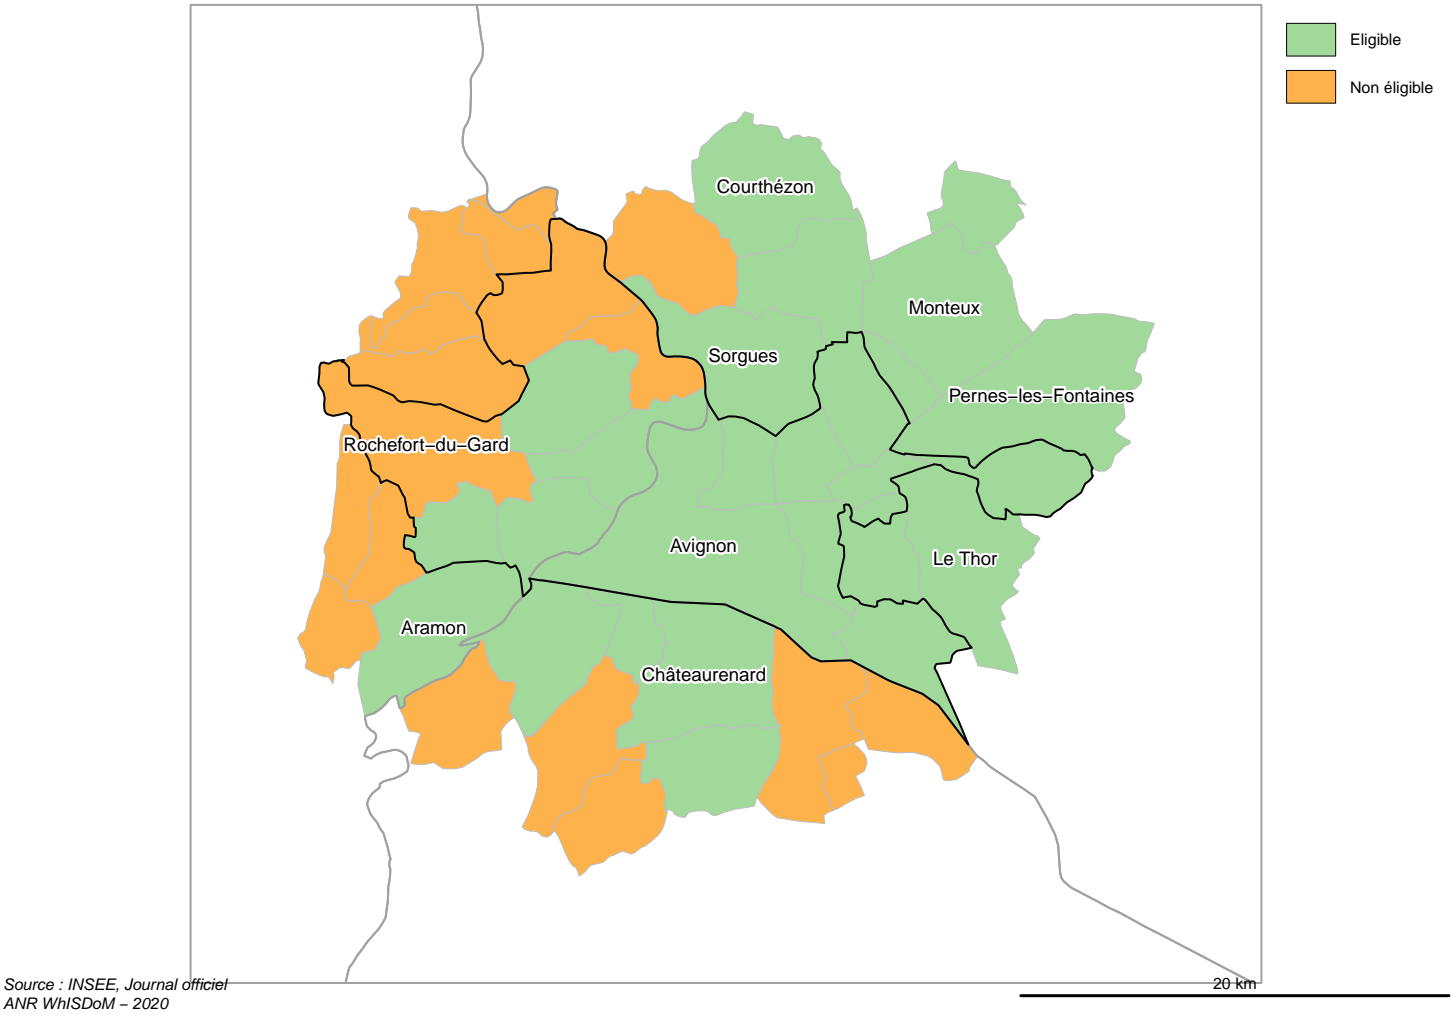 Eligible
Non éligible
Courthézon
Monteux
Sorgues
Pernes−les−Fontaines
Rochefort−du−Gard
Avignon
Le Thor
Aramon
Châteaurenard
Source : INSEE, Journal officiel
ANR WhISDoM − 2020
20 km